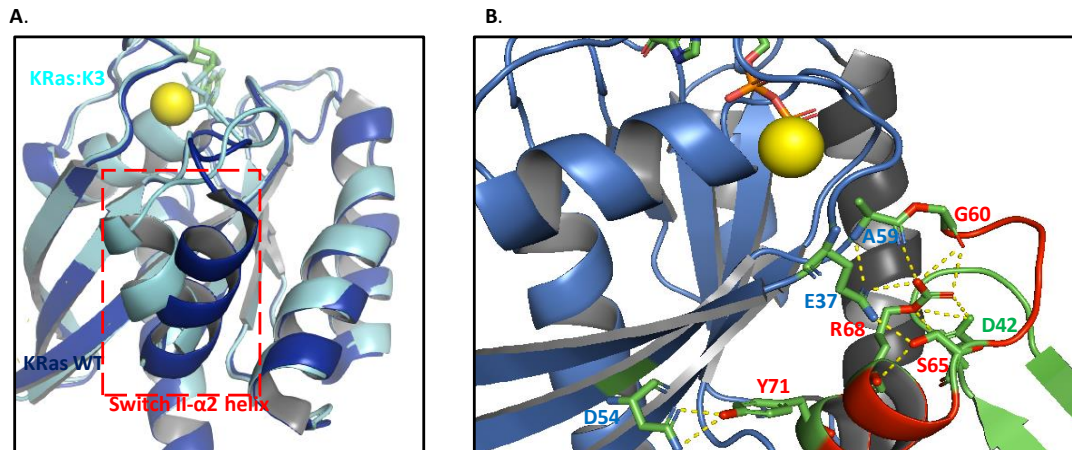 A.
KRas:K3
KRas WT
Switch II-α2 helix
B.
G60
A59
E37
D42
R68
S65
Y71
D54